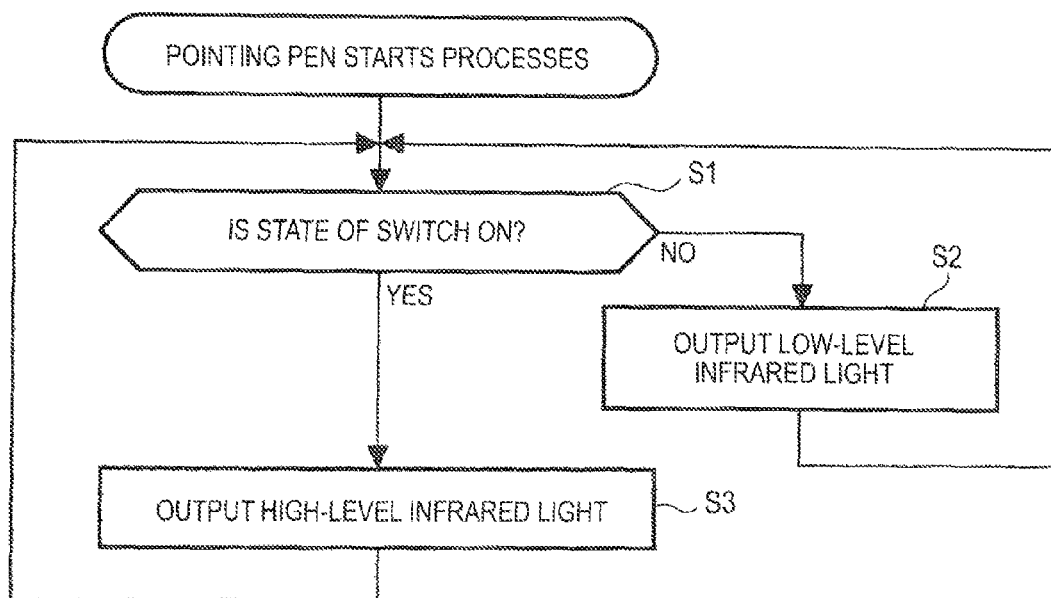 POINTING PEN STARTS PROCESSES
S1
IS STATE OF SWITCH ON?
NO
YES
S2
OUTPUT LOW-LEVEL
INFRARED LIGHT
OUTPUT HIGH-LEVEL INFRARED LIGHT
S3